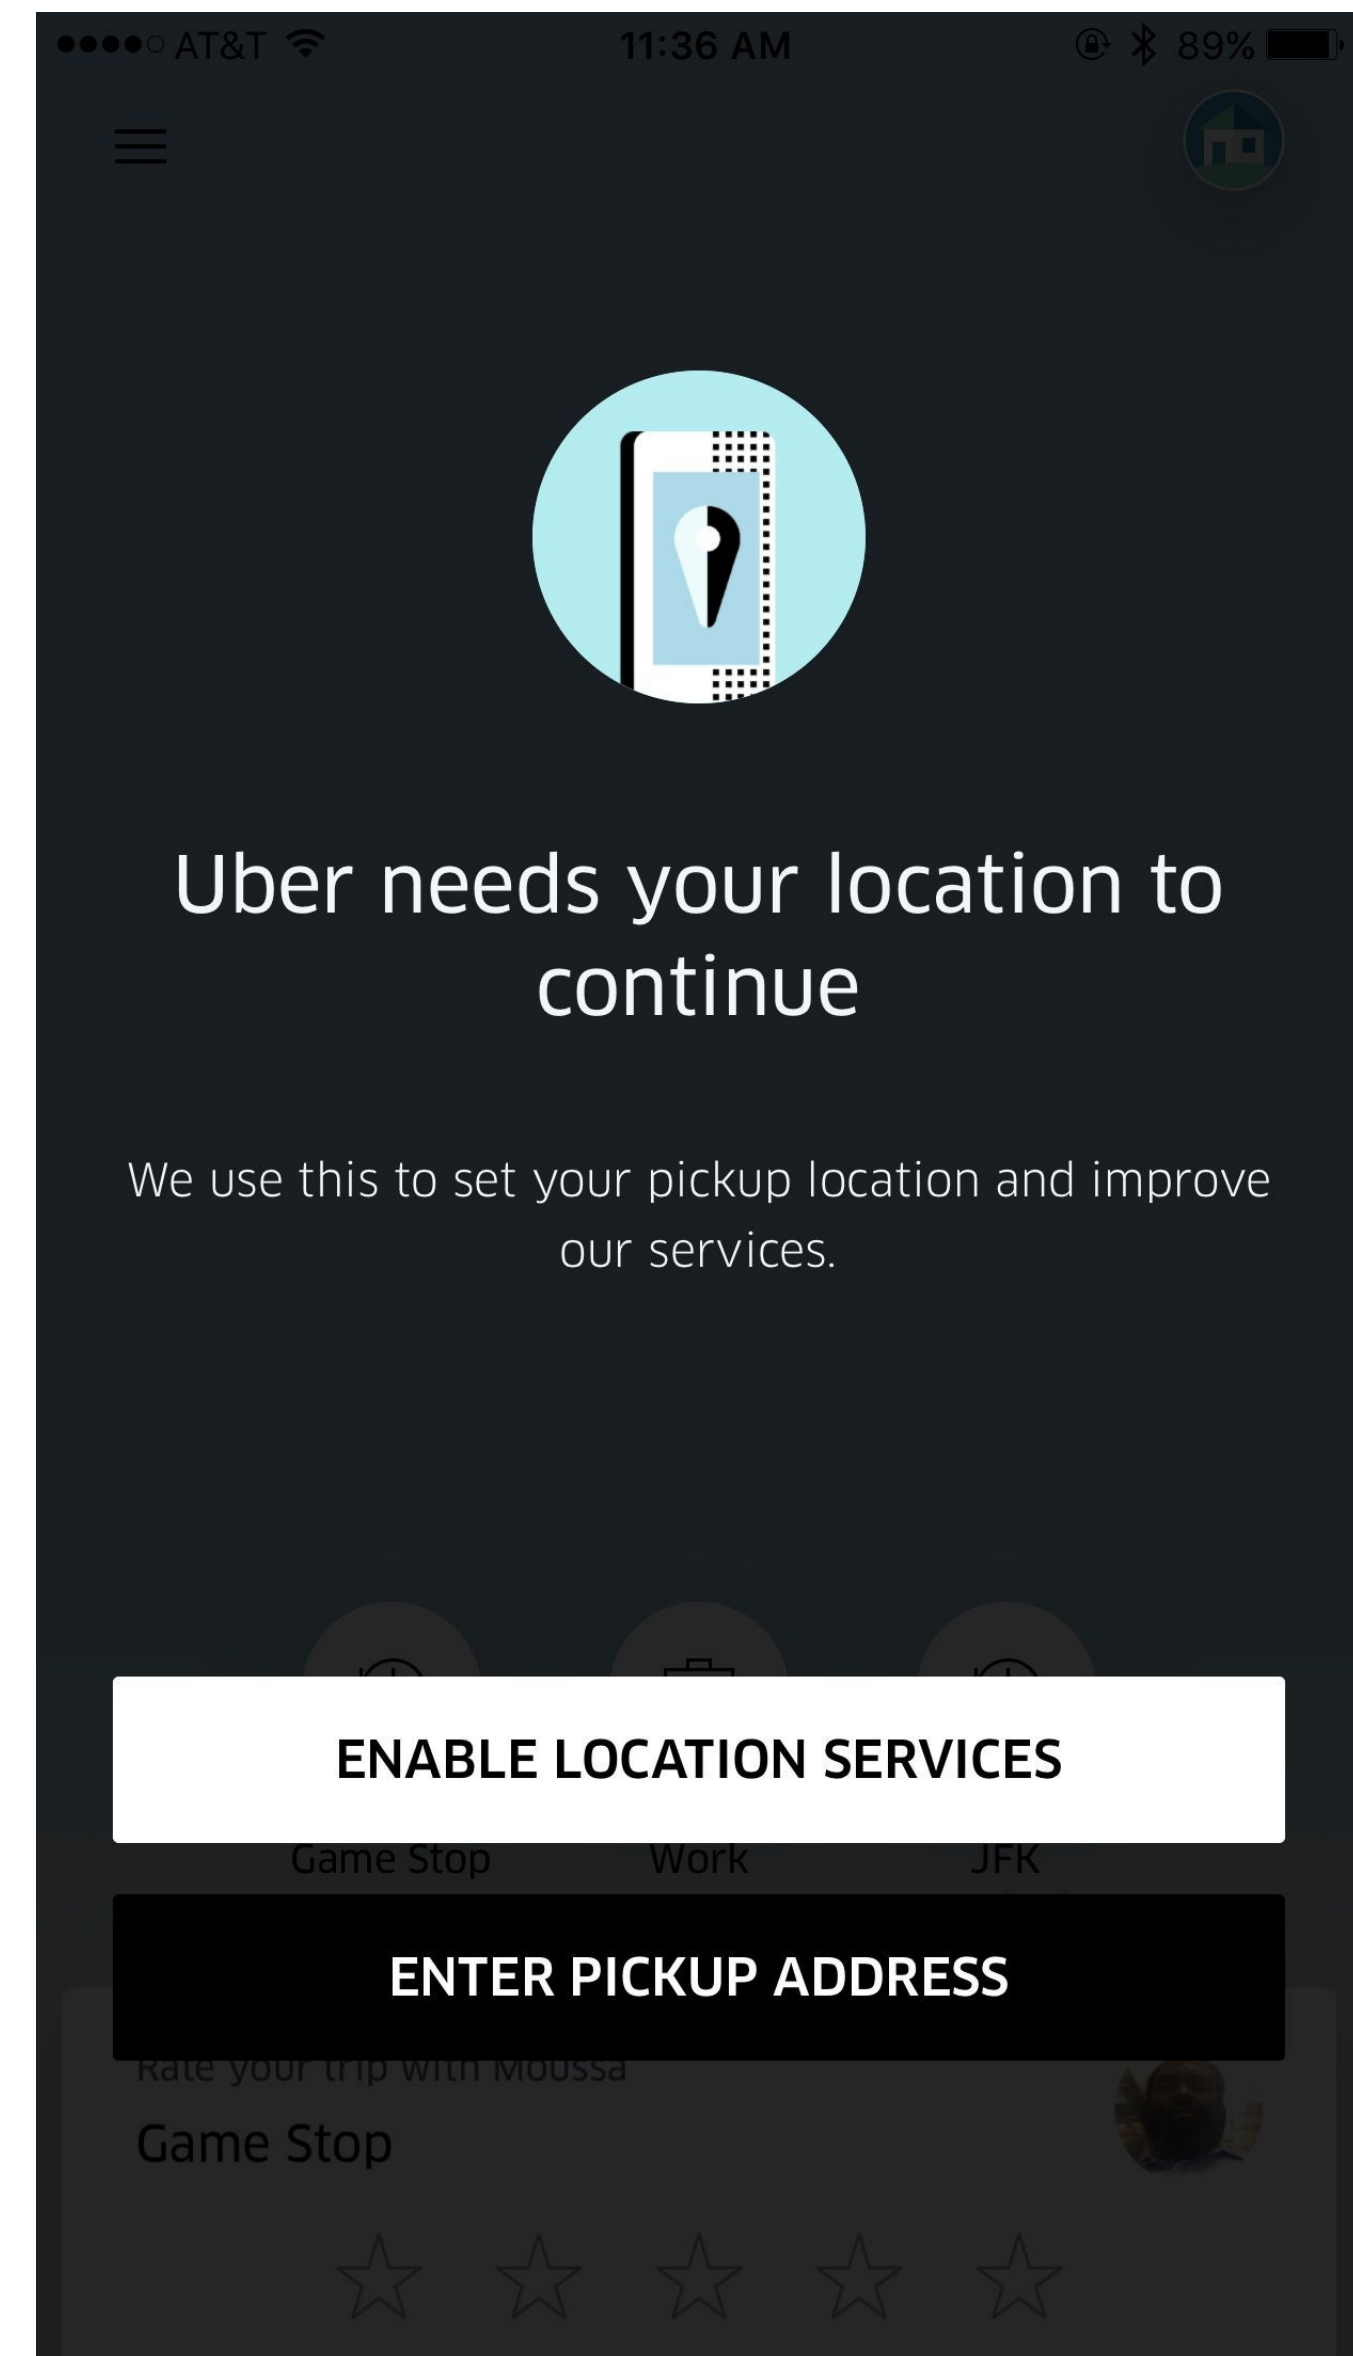 AT&T 11:36 AM 89%
Uber needs your location to
continue
We use this to set your pickup location and improve
our services.
ENABLE LOCATION SERVICES
Game Stop Work JFK
ENTER PICKUP ADDRESS
Rate your trip with Moussa
Game Stop